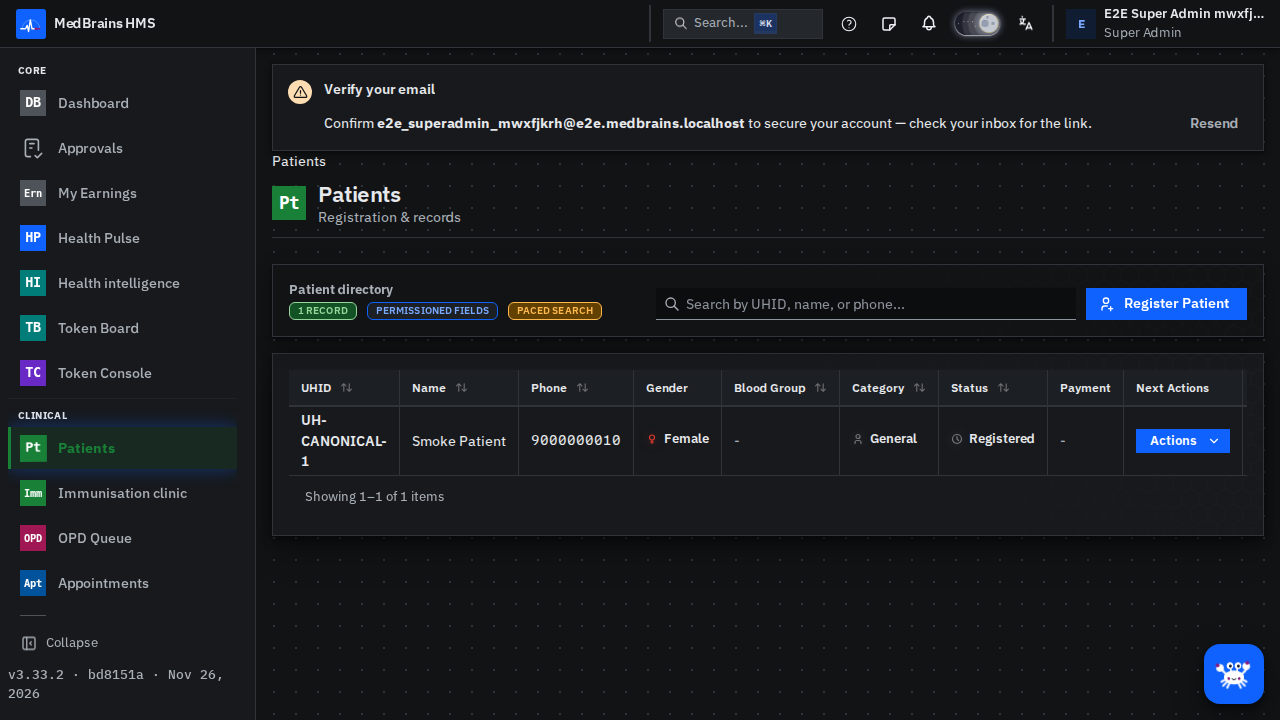 MedBrains HMS
Search... ⌘K
E
E2E Super Admin mwxfj...
Super Admin
CORE
DB Dashboard
Approvals
Ern My Earnings
HP Health Pulse
HI Health intelligence
TB Token Board
TC Token Console
CLINICAL
Pt Patients
Imm Immunisation clinic
OPD OPD Queue
Apt Appointments
Collapse
v3.33.2 · bd8151a · Nov 26,
2026
Verify your email
Confirm e2e_superadmin_mwxfjkrh@e2e.medbrains.localhost to secure your account — check your inbox for the link.
Resend
Patients
Pt
Patients
Registration & records
Patient directory
1 RECORD PERMISSIONED FIELDS PACED SEARCH
Search by UHID, name, or phone...
Register Patient
UHID Name Phone Gender Blood Group Category Status Payment Next Actions
UH-
CANONICAL-
1
Smoke Patient 9000000010 Female - General Registered - Actions
Showing 1–1 of 1 items